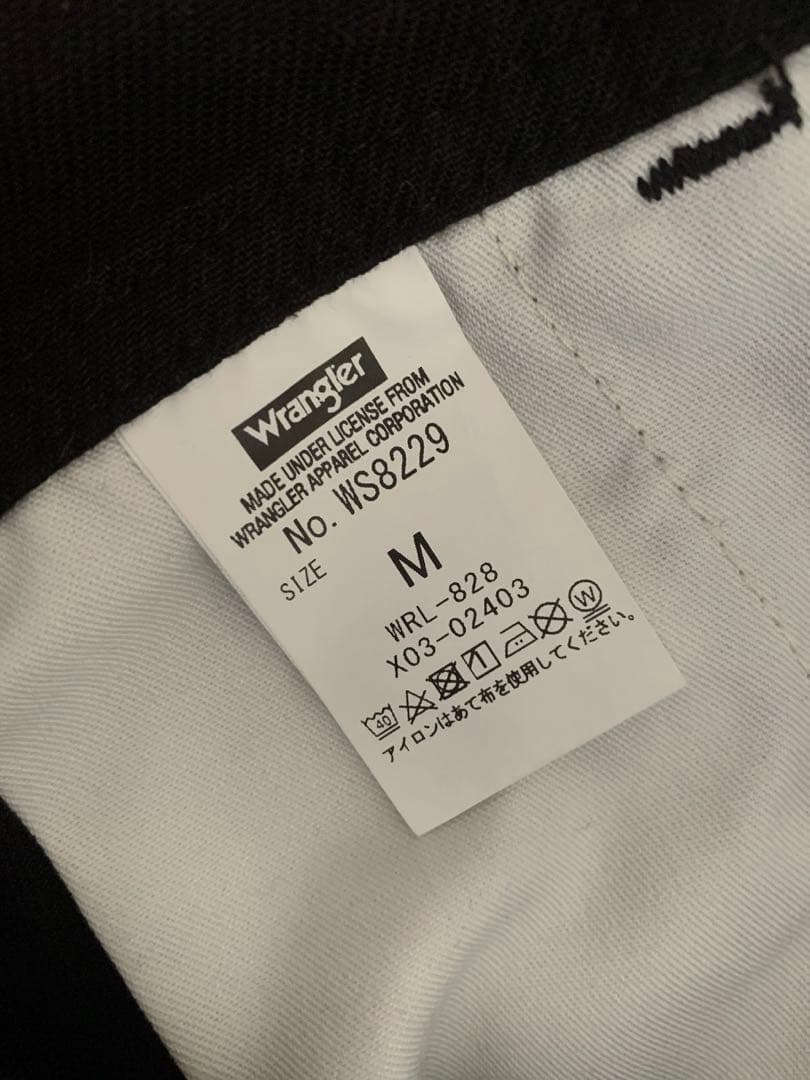 Wrangler
MADE UNDER LICENSE FROM
WRANGLER APPAREL CORPORATION
No. WS8229
SIZE M
WRL-828
X03-02403
40 W
アイロンはあて布を使用してください。